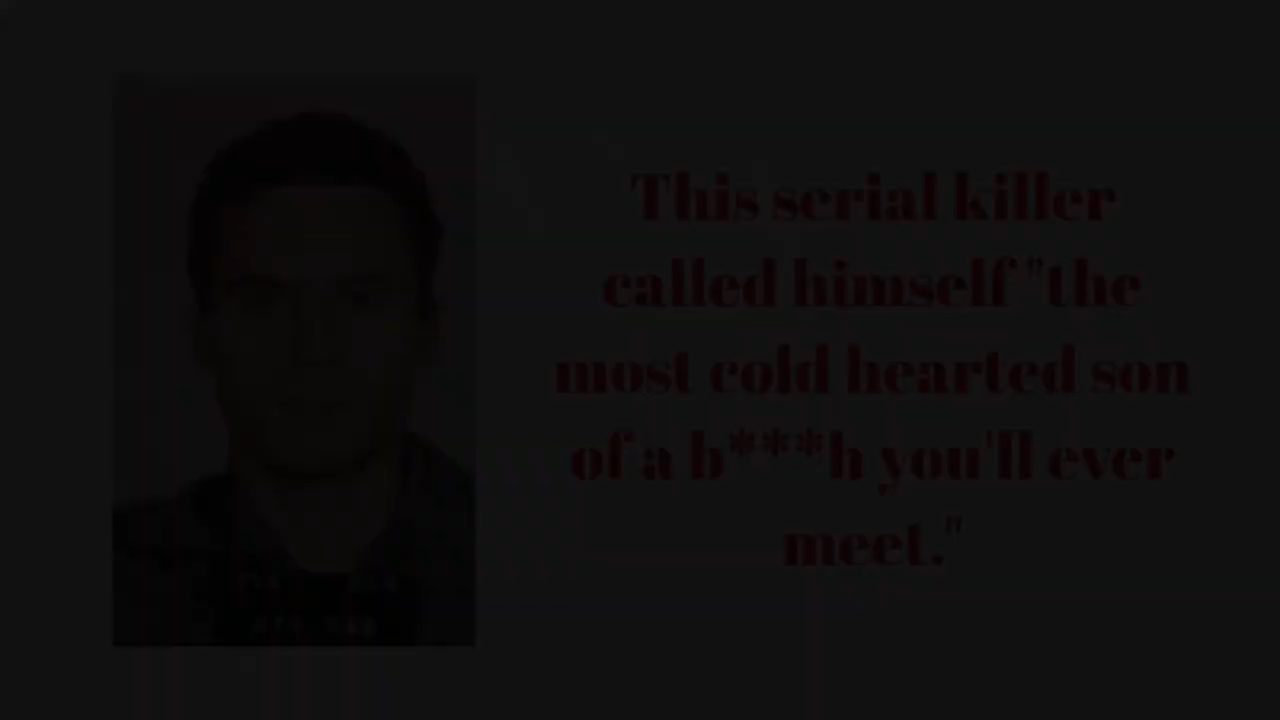 This serial killer
called himself "the
most cold hearted son
of a b***h you'll ever
meet."